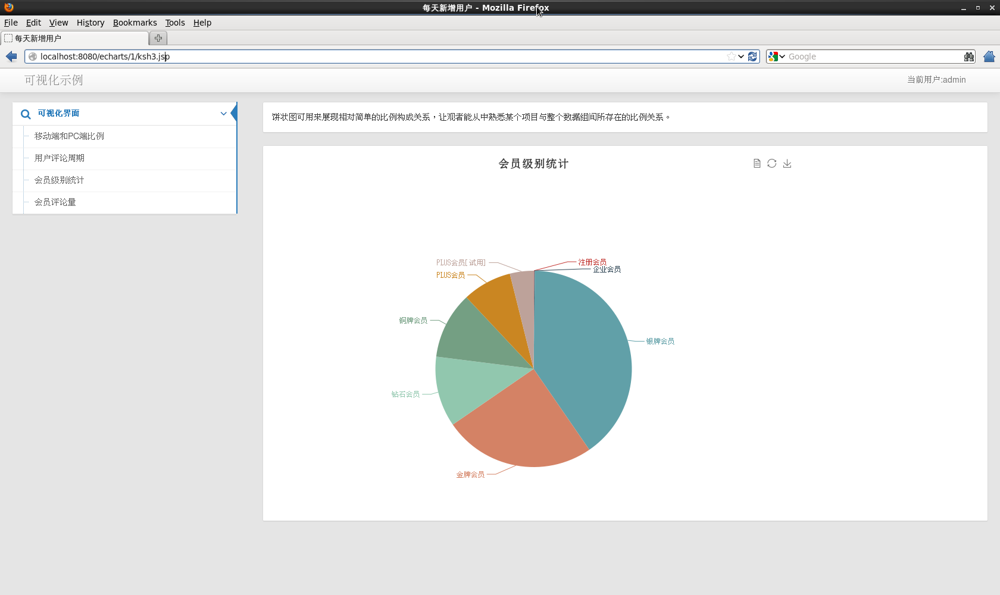 每天新增用户 - Mozilla Firefox
File Edit View History Bookmarks Tools Help
每天新增用户
localhost:8080/echarts/1/ksh3.jsp
Google
可视化示例
当前用户:admin
可视化界面
移动端和PC端比例
用户评论周期
会员级别统计
会员评论量
饼状图可用来展现相对简单的比例构成关系，让观者能从中熟悉某个项目与整个数据组间所存在的比例关系。
会员级别统计
PLUS会员[试用]
注册会员
企业会员
PLUS会员
铜牌会员
银牌会员
钻石会员
金牌会员